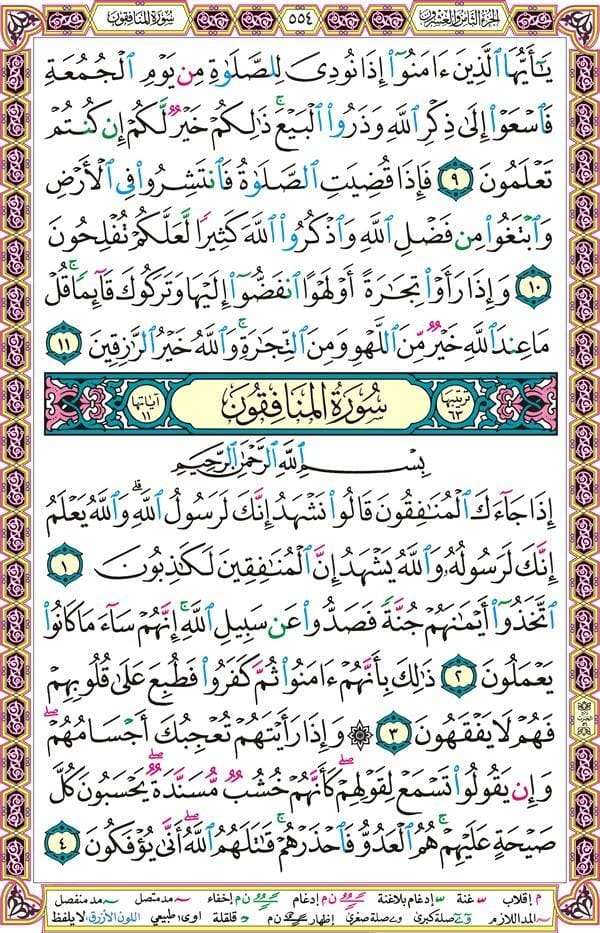 الجزء الثامن والعشرون
٥٥٤
سورة المنافقون
يَٰٓأَيُّهَا ٱلَّذِينَ ءَامَنُوٓاْ إِذَا نُودِىَ لِلصَّلَوٰةِ مِن يَوْمِ ٱلْجُمُعَةِ
فَٱسْعَوْاْ إِلَىٰ ذِكْرِ ٱللَّهِ وَذَرُواْ ٱلْبَيْعَ ۚ ذَٰلِكُمْ خَيْرٌ لَّكُمْ إِن كُنتُمْ
تَعْلَمُونَ ٩ فَإِذَا قُضِيَتِ ٱلصَّلَوٰةُ فَٱنتَشِرُواْ فِى ٱلْأَرْضِ
وَٱبْتَغُواْ مِن فَضْلِ ٱللَّهِ وَٱذْكُرُواْ ٱللَّهَ كَثِيرًا لَّعَلَّكُمْ تُفْلِحُونَ
١٠ وَإِذَا رَأَوْاْ تِجَٰرَةً أَوْ لَهْوًا ٱنفَضُّوٓاْ إِلَيْهَا وَتَرَكُوكَ قَآئِمًا ۚ قُلْ
مَا عِندَ ٱللَّهِ خَيْرٌ مِّنَ ٱللَّهْوِ وَمِنَ ٱلتِّجَٰرَةِ ۚ وَٱللَّهُ خَيْرُ ٱلرَّٰزِقِينَ ١١
ترتيبها ٦٣
سُورَةُ المُنَافِقُونَ
آياتها ١١
بِسْمِ ٱللَّهِ ٱلرَّحْمَٰنِ ٱلرَّحِيمِ
إِذَا جَآءَكَ ٱلْمُنَٰفِقُونَ قَالُواْ نَشْهَدُ إِنَّكَ لَرَسُولُ ٱللَّهِ ۗ وَٱللَّهُ يَعْلَمُ
إِنَّكَ لَرَسُولُهُۥ وَٱللَّهُ يَشْهَدُ إِنَّ ٱلْمُنَٰفِقِينَ لَكَٰذِبُونَ ١
ٱتَّخَذُوٓاْ أَيْمَٰنَهُمْ جُنَّةً فَصَدُّواْ عَن سَبِيلِ ٱللَّهِ ۚ إِنَّهُمْ سَآءَ مَا كَانُواْ
يَعْمَلُونَ ٢ ذَٰلِكَ بِأَنَّهُمْ ءَامَنُواْ ثُمَّ كَفَرُواْ فَطُبِعَ عَلَىٰ قُلُوبِهِمْ
فَهُمْ لَا يَفْقَهُونَ ٣ ۞ وَإِذَا رَأَيْتَهُمْ تُعْجِبُكَ أَجْسَامُهُمْ ۖ
وَإِن يَقُولُواْ تَسْمَعْ لِقَوْلِهِمْ ۖ كَأَنَّهُمْ خُشُبٌ مُّسَنَّدَةٌ ۖ يَحْسَبُونَ كُلَّ
صَيْحَةٍ عَلَيْهِمْ ۚ هُمُ ٱلْعَدُوُّ فَٱحْذَرْهُمْ ۚ قَٰتَلَهُمُ ٱللَّهُ ۖ أَنَّىٰ يُؤْفَكُونَ ٤
م إقلاب غنة إدغام بلاغنة ن م إدغام ن م إخفاء مد متصل مد منفصل
المد اللازم صلة كبرى صلة صغرى إظهار ن م قلقلة اوى: طبيعي اللون الأزرق: لا يلفظ